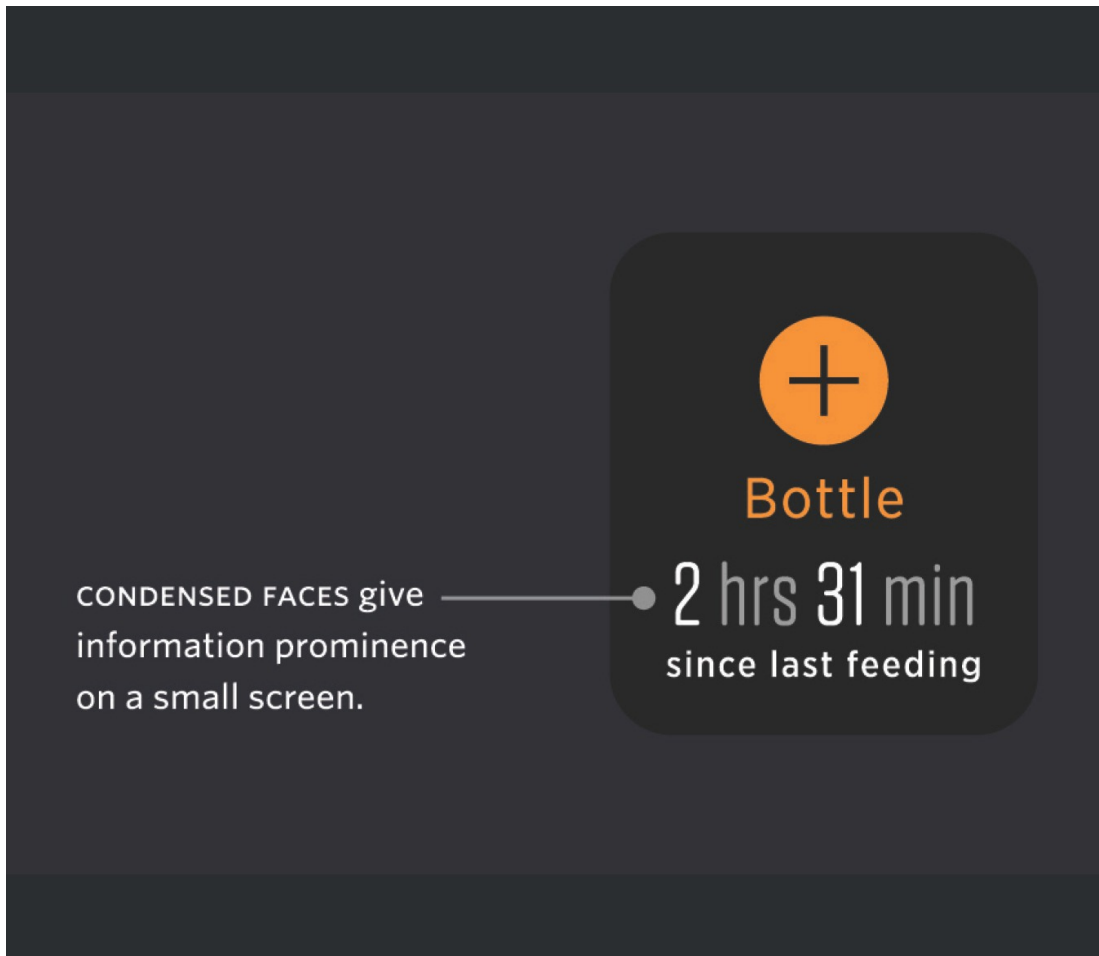 CONDENSED FACES give
information prominence
on a small screen.
Bottle
2 hrs 31 min
since last feeding